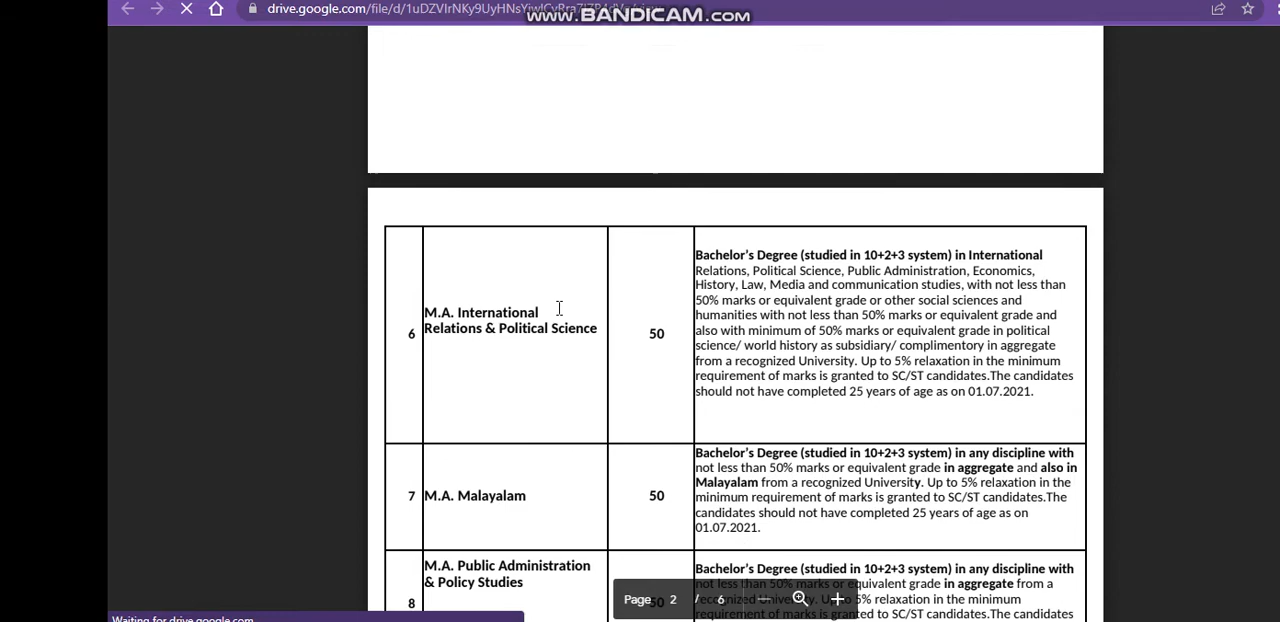 drive.google.com/file/d/
www.BANDICAM.com
Bachelor's Degree (studied in 10+2+3 system) in International
Relations, Political Science, Public Administration, Economics,
History, Law, Media and communication studies, with not less than
50% marks or equivalent grade or other social sciences and
humanities with not less than 50% marks or equivalent grade and
also with minimum of 50% marks or equivalent grade in political
science/ world history as subsidiary/ complimentory in aggregate
from a recognized University. Up to 5% relaxation in the minimum
requirement of marks is granted to SC/ST candidates.The candidates
should not have completed 25 years of age as on 01.07.2021.
M.A. International
Relations & Political Science
6
50
Bachelor's Degree (studied in 10+2+3 system) in any discipline with
not less than 50% marks or equivalent grade in aggregate and also in
Malayalam from a recognized University. Up to 5% relaxation in the
minimum requirement of marks is granted to SC/ST candidates.The
candidates should not have completed 25 years of age as on
01.07.2021.
7 M.A. Malayalam 50
M.A. Public Administration
& Policy Studies
8
50
Bachelor's Degree (studied in 10+2+3 system) in any discipline with
not less than 50% marks or equivalent grade in aggregate from a
recognized University. Up to 5% relaxation in the minimum
requirement of marks is granted to SC/ST candidates.The candidates
Page 2 / 6
Waiting for drive.google.com